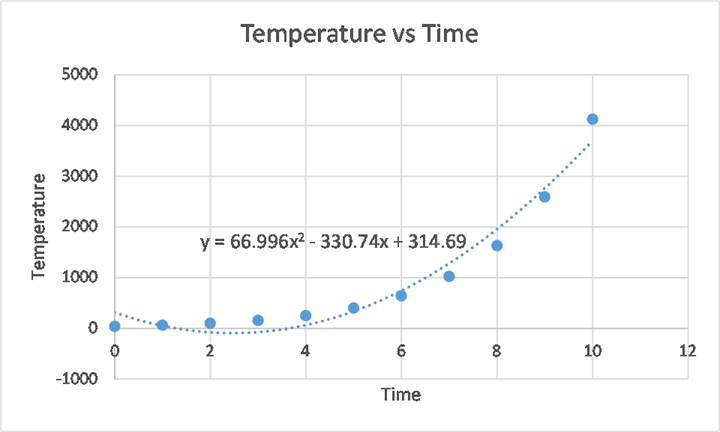 Temperature vs Time
5000
4000
3000
2000
1000
0
-1000
Temperature
y = 66.996x² - 330.74x + 314.69
0 2 4 6 8 10 12
Time